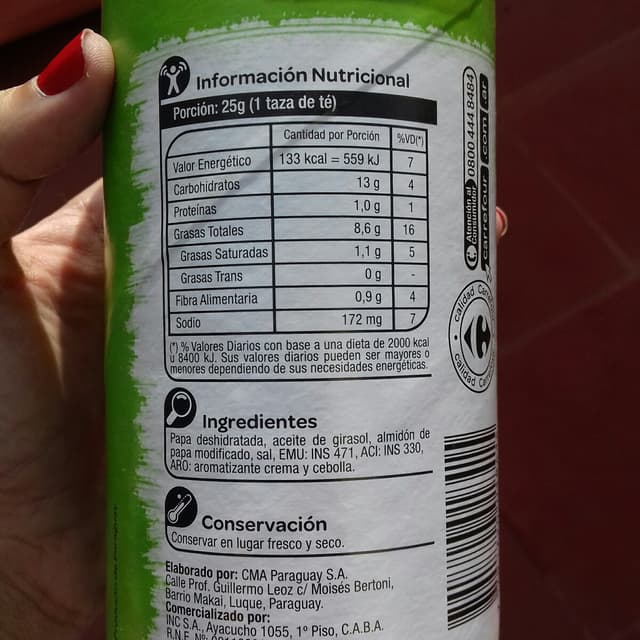 Información Nutricional
Porción: 25g (1 taza de té)
Cantidad por Porción %VD(*)
Valor Energético 133 kcal = 559 kJ 7
Carbohidratos 13 g 4
Proteínas 1,0 g 1
Grasas Totales 8,6 g 16
Grasas Saturadas 1,1 g 5
Grasas Trans 0 g -
Fibra Alimentaria 0,9 g 4
Sodio 172 mg 7
(*) % Valores Diarios con base a una dieta de 2000 kcal
u 8400 kJ. Sus valores diarios pueden ser mayores o
menores dependiendo de sus necesidades energéticas.
Ingredientes
Papa deshidratada, aceite de girasol, almidón de
papa modificado, sal, EMU: INS 471, ACI: INS 330,
ARO: aromatizante crema y cebolla.
Conservación
Conservar en lugar fresco y seco.
Elaborado por: CMA Paraguay S.A.
Calle Prof. Guillermo Leoz c/ Moisés Bertoni,
Barrio Makai, Luque, Paraguay.
Comercializado por:
INC S.A., Ayacucho 1055, 1º Piso, C.A.B.A.
R.N.E. Nº:
Atención al
Consumidor 0800 444 8484
carrefour .com .ar
calidad
calidad